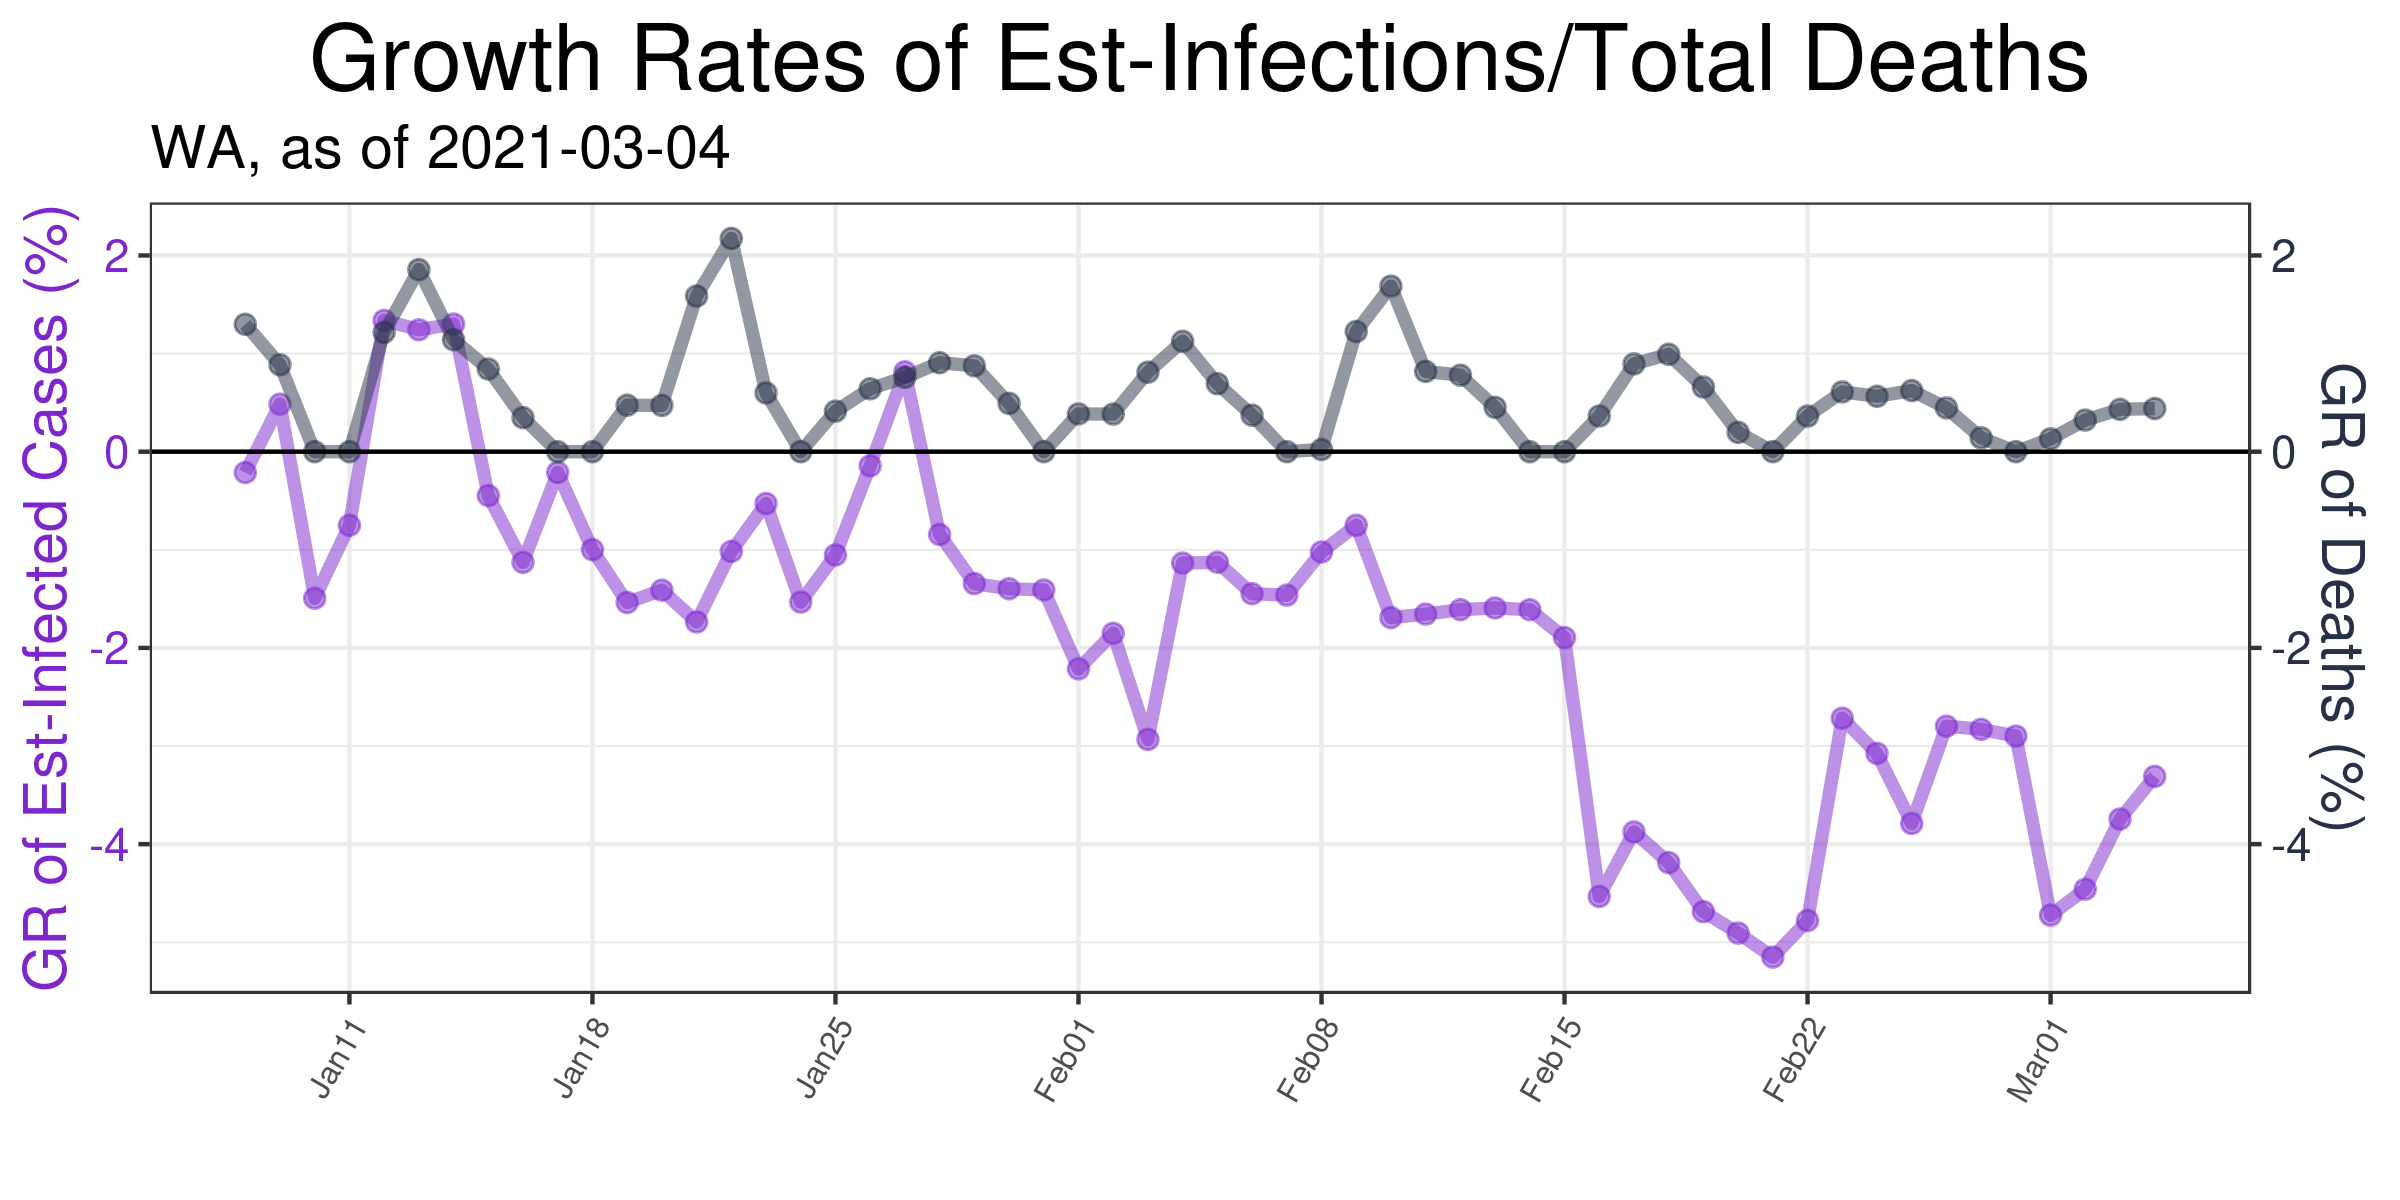 Growth Rates of Est-Infections/Total Deaths
WA, as of 2021-03-04
GR of Est-Infected Cases (%)
2
0
-2
-4
2
0
-2
-4
GR of Deaths (%)
Jan11
Jan18
Jan25
Feb01
Feb08
Feb15
Feb22
Mar01